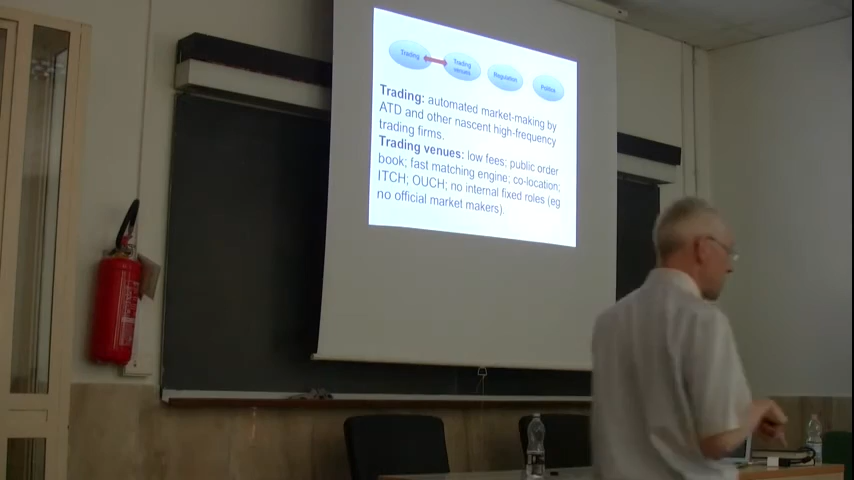 Trading
Trading
venues
Regulation
Politics
Trading: automated market-making by
ATD and other nascent high-frequency
trading firms.
Trading venues: low fees; public order
book; fast matching engine; co-location;
ITCH; OUCH; no internal fixed roles (eg
no official market makers).